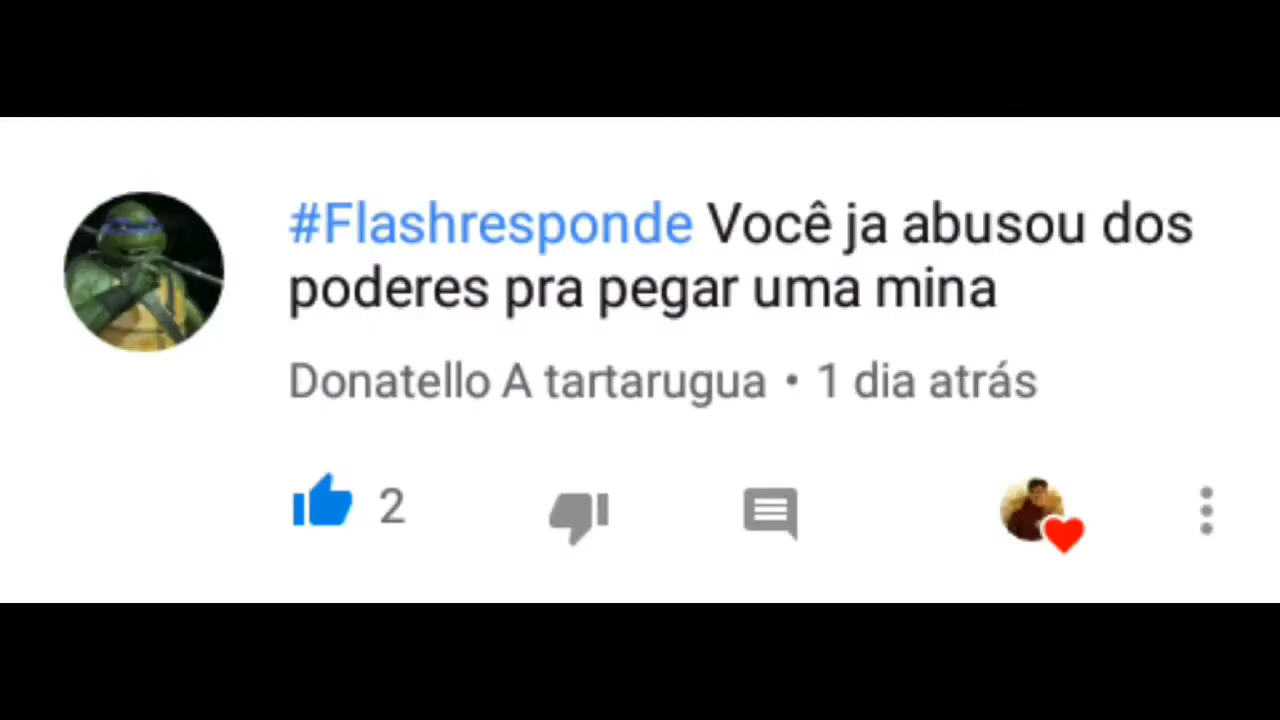 #Flashresponde Você ja abusou dos
poderes pra pegar uma mina
Donatello A tartarugua • 1 dia atrás
2